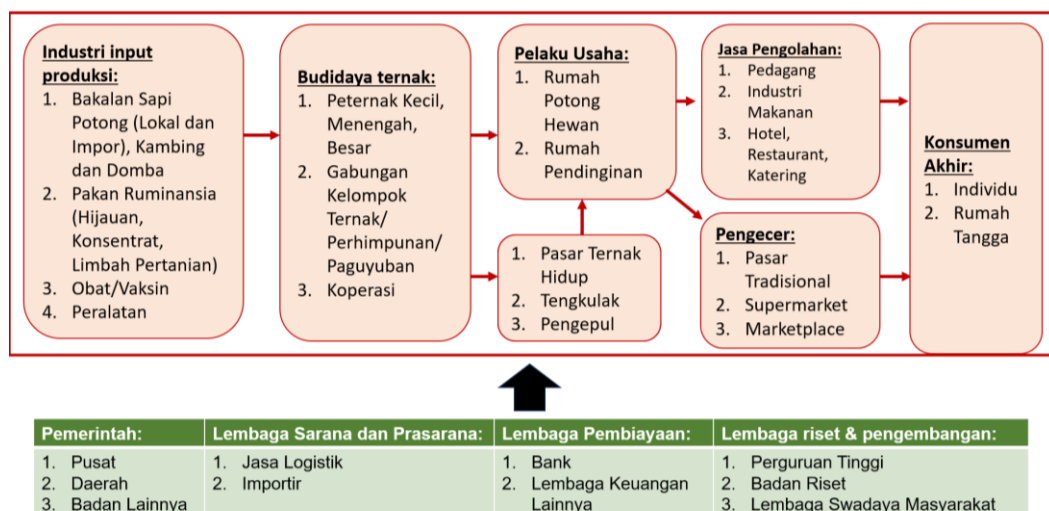 Industri input
produksi:
1. Bakalan Sapi
Potong (Lokal dan
Impor), Kambing
dan Domba
2. Pakan Ruminansia
(Hijauan,
Konsentrat,
Limbah Pertanian)
3. Obat/Vaksin
4. Peralatan
Budidaya ternak:
1. Peternak Kecil,
Menengah,
Besar
2. Gabungan
Kelompok
Ternak/
Perhimpunan/
Paguyuban
3. Koperasi
Pelaku Usaha:
1. Rumah
Potong
Hewan
2. Rumah
Pendinginan
1. Pasar Ternak
Hidup
2. Tengkulak
3. Pengepul
Jasa Pengolahan:
1. Pedagang
2. Industri
Makanan
3. Hotel,
Restaurant,
Katering
Pengecer:
1. Pasar
Tradisional
2. Supermarket
3. Marketplace
Konsumen
Akhir:
1. Individu
2. Rumah
Tangga
Pemerintah:
1. Pusat
2. Daerah
3. Badan Lainnya
Lembaga Sarana dan Prasarana:
1. Jasa Logistik
2. Importir
Lembaga Pembiayaan:
1. Bank
2. Lembaga Keuangan
Lainnya
Lembaga riset & pengembangan:
1. Perguruan Tinggi
2. Badan Riset
3. Lembaga Swadaya Masyarakat